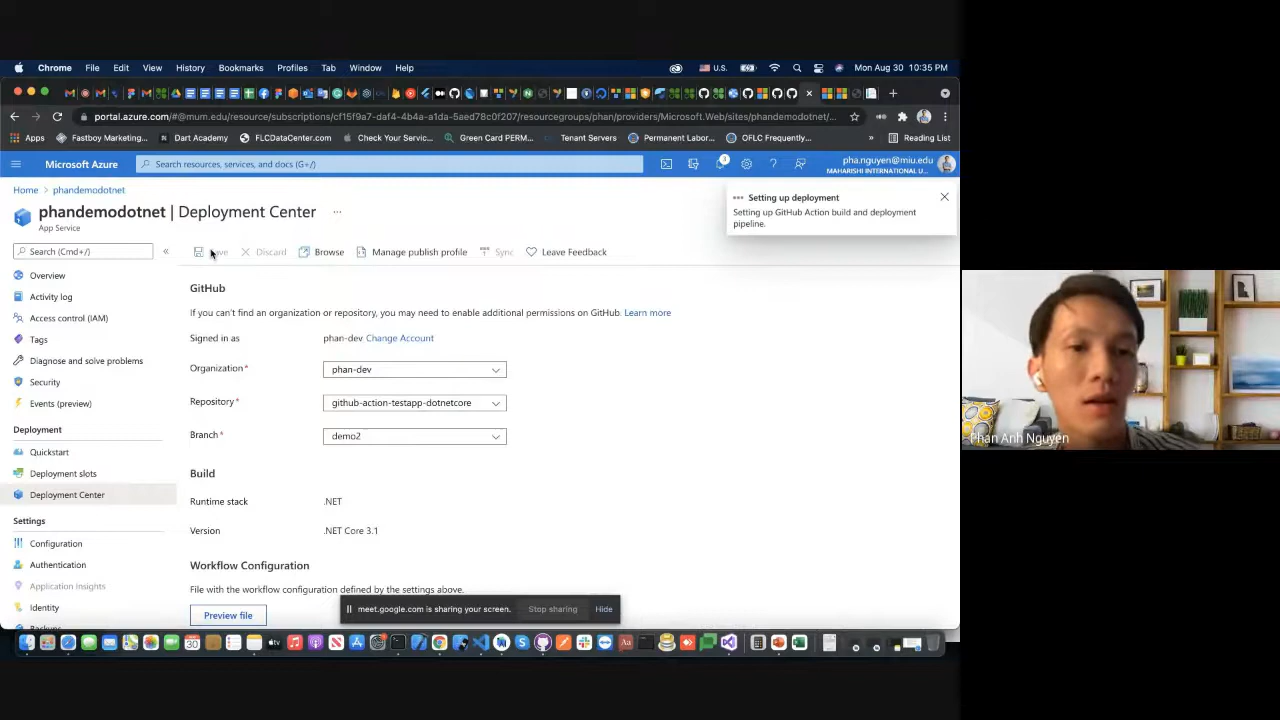 Chrome File Edit View History Bookmarks Profiles Tab Window Help U.S. Mon Aug 30 10:35 PM
portal.azure.com/#@mum.edu/resource/subscriptions/cf15f9a7-daf4-4b4a-a1da-5aed78c0f207/resourcegroups/phan/providers/Microsoft.Web/sites/phandemodotnet/...
Apps Fastboy Marketing... Dart Academy FLCDataCenter.com Check Your Servic... Green Card PERM... Tenant Servers Permanent Labor... OFLC Frequently... » Reading List
Microsoft Azure Search resources, services, and docs (G+/) pha.nguyen@miu.edu
MAHARISHI INTERNATIONAL U...
Home > phandemodotnet
phandemodotnet | Deployment Center ...
App Service
Setting up deployment
Setting up GitHub Action build and deployment
pipeline.
Search (Cmd+/) « Save Discard Browse Manage publish profile Sync Leave Feedback
Overview
Activity log
Access control (IAM)
Tags
Diagnose and solve problems
Security
Events (preview)
Deployment
Quickstart
Deployment slots
Deployment Center
Settings
Configuration
Authentication
Application Insights
Identity
Backups
GitHub
If you can't find an organization or repository, you may need to enable additional permissions on GitHub. Learn more
Signed in as phan-dev Change Account
Organization* phan-dev
Repository* github-action-testapp-dotnetcore
Branch* demo2
Build
Runtime stack .NET
Version .NET Core 3.1
Workflow Configuration
File with the workflow configuration defined by the settings above.
Preview file
meet.google.com is sharing your screen. Stop sharing Hide
Phan Anh Nguyen